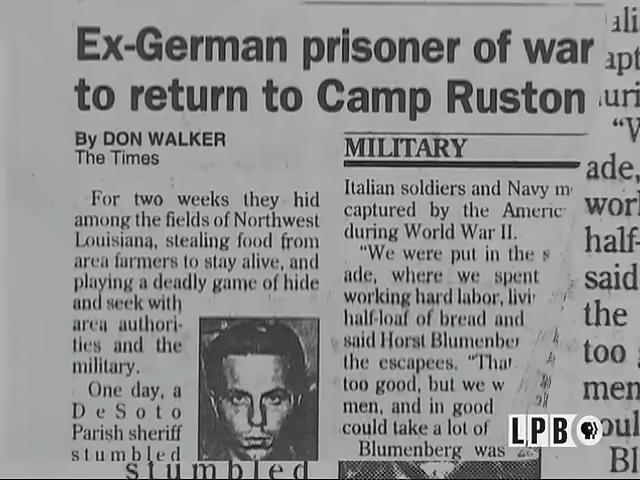 Ex-German prisoner of war
to return to Camp Ruston
By DON WALKER
The Times
For two weeks they hid
among the fields of Northwest
Louisiana, stealing food from
area farmers to stay alive, and
playing a deadly game of hide
and seek with
area authori-
ties and the
military.
One day, a
DeSoto
Parish sheriff
stumbled
stumbled
MILITARY
Italian soldiers and Navy
captured by the
during World War II.
"We were put in the
ade, where we spent
working hard labor,
half-loaf of bread and
said Horst
the escapees.
too good, but we
men, and in good
could take a lot of
Blumenberg was
ade,
half-
said
the
too
men
LPB